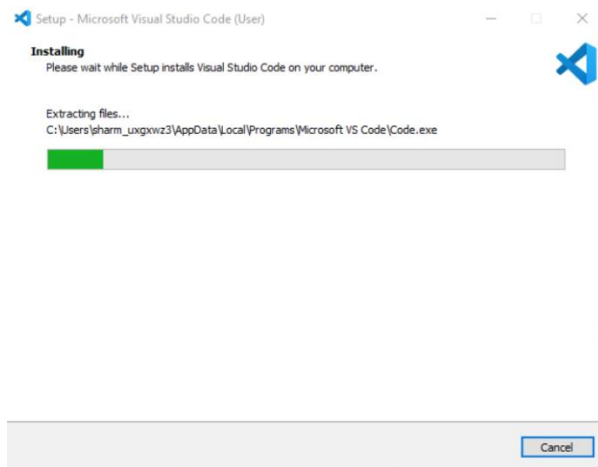 Setup - Microsoft Visual Studio Code (User)
Installing
Please wait while Setup installs Visual Studio Code on your computer.
Extracting files...
C:\Users\sharm_uxgxwz3\AppData\Local\Programs\Microsoft VS Code\Code.exe
Cancel